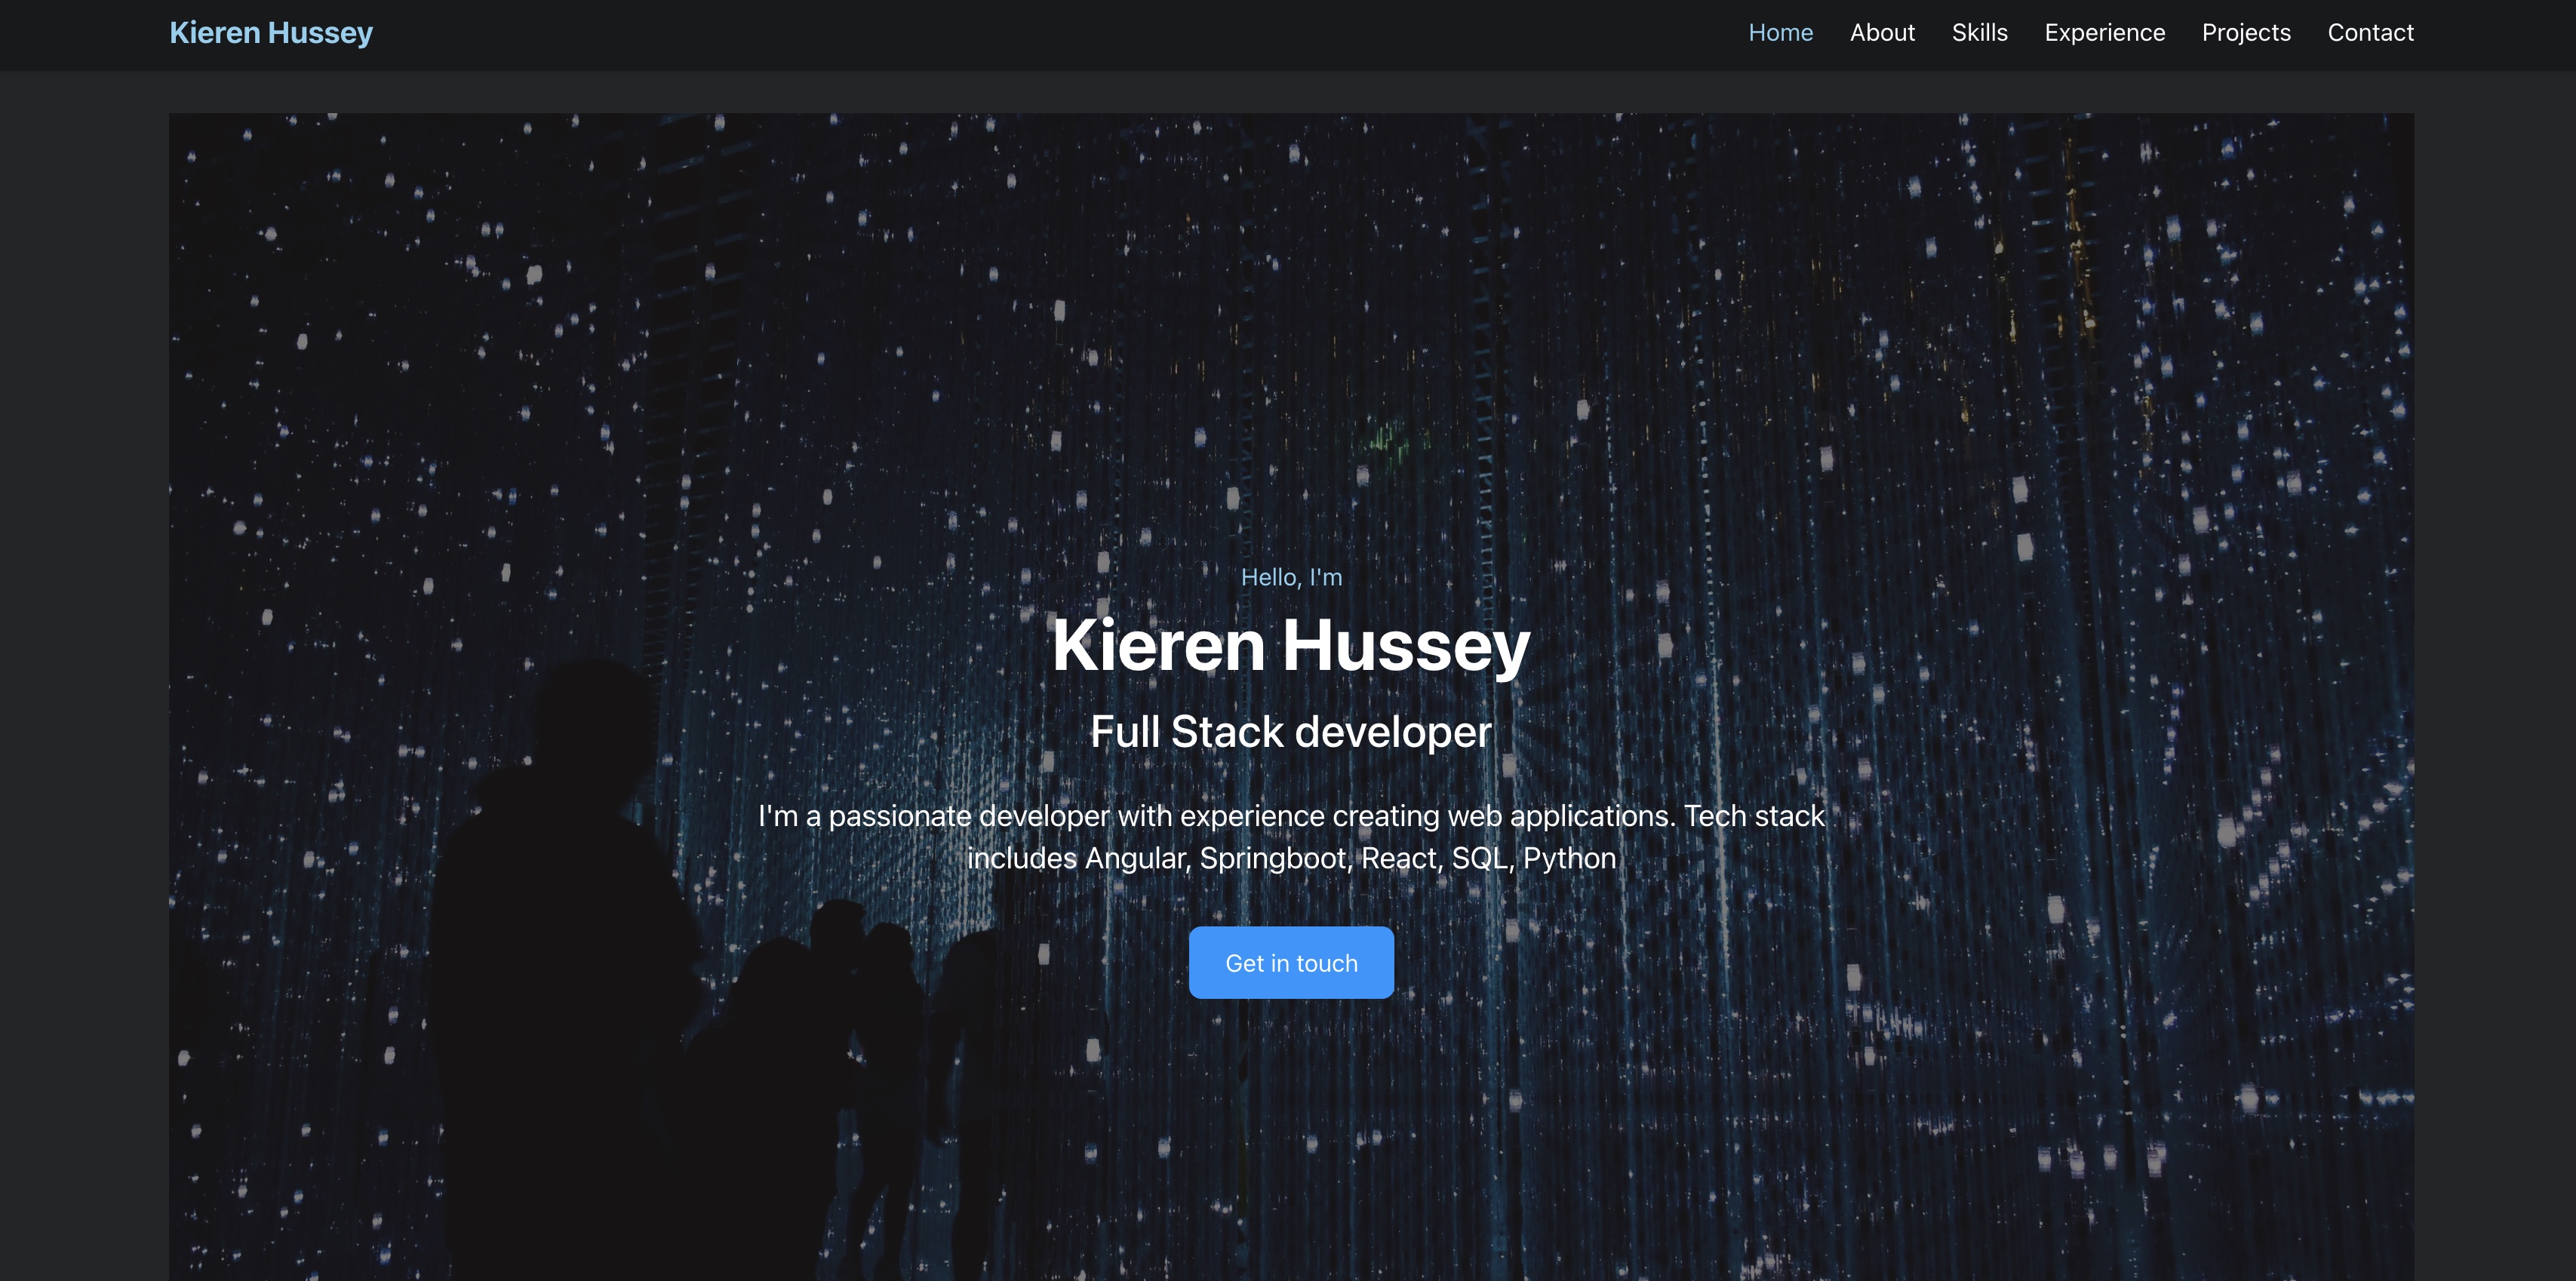 Kieren Hussey
Home About Skills Experience Projects Contact
Hello, I'm
Kieren Hussey
Full Stack developer
I'm a passionate developer with experience creating web applications. Tech stack
includes Angular, Springboot, React, SQL, Python
Get in touch